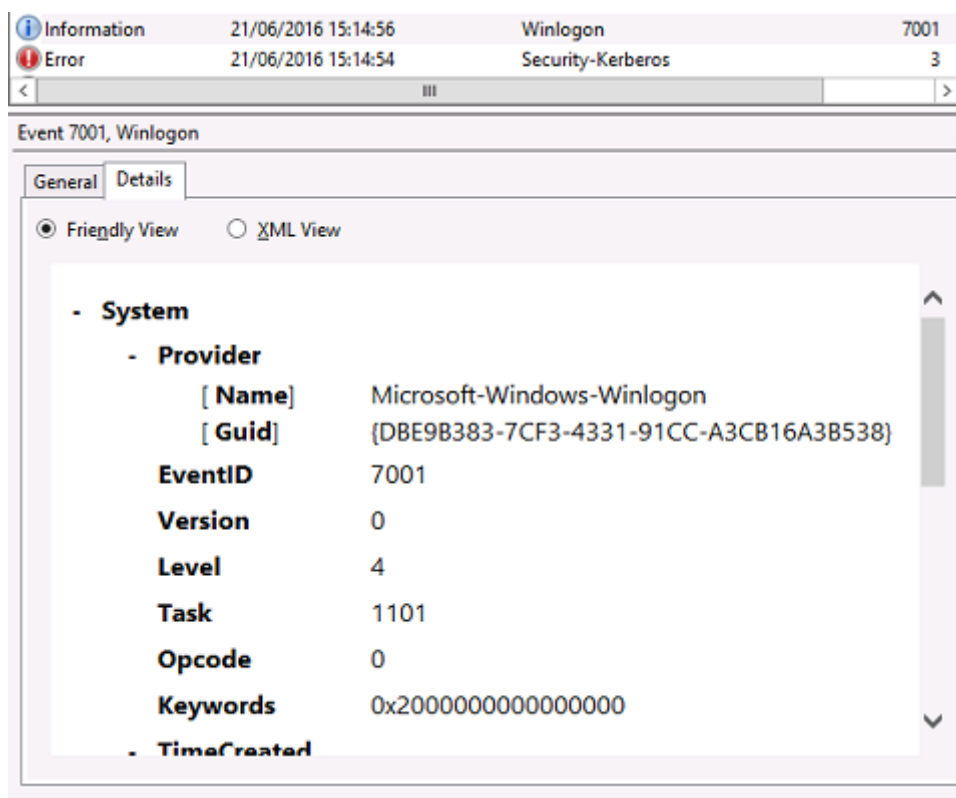 Information 21/06/2016 15:14:56 Winlogon 7001
Error 21/06/2016 15:14:54 Security-Kerberos 3
Event 7001, Winlogon
General Details
Friendly View XML View
- System
- Provider
[ Name] Microsoft-Windows-Winlogon
[ Guid] {DBE9B383-7CF3-4331-91CC-A3CB16A3B538}
EventID 7001
Version 0
Level 4
Task 1101
Opcode 0
Keywords 0x2000000000000000
- TimeCreated